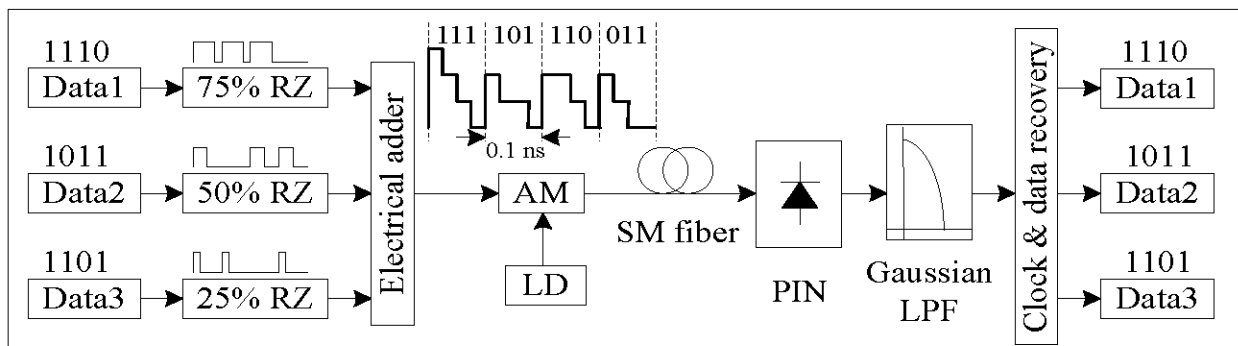 1110
Data1
75% RZ
1011
Data2
50% RZ
1101
Data3
25% RZ
Electrical adder
111 101 110 011
0.1 ns
AM
LD
SM fiber
PIN
Gaussian
LPF
Clock & data recovery
1110
Data1
1011
Data2
1101
Data3